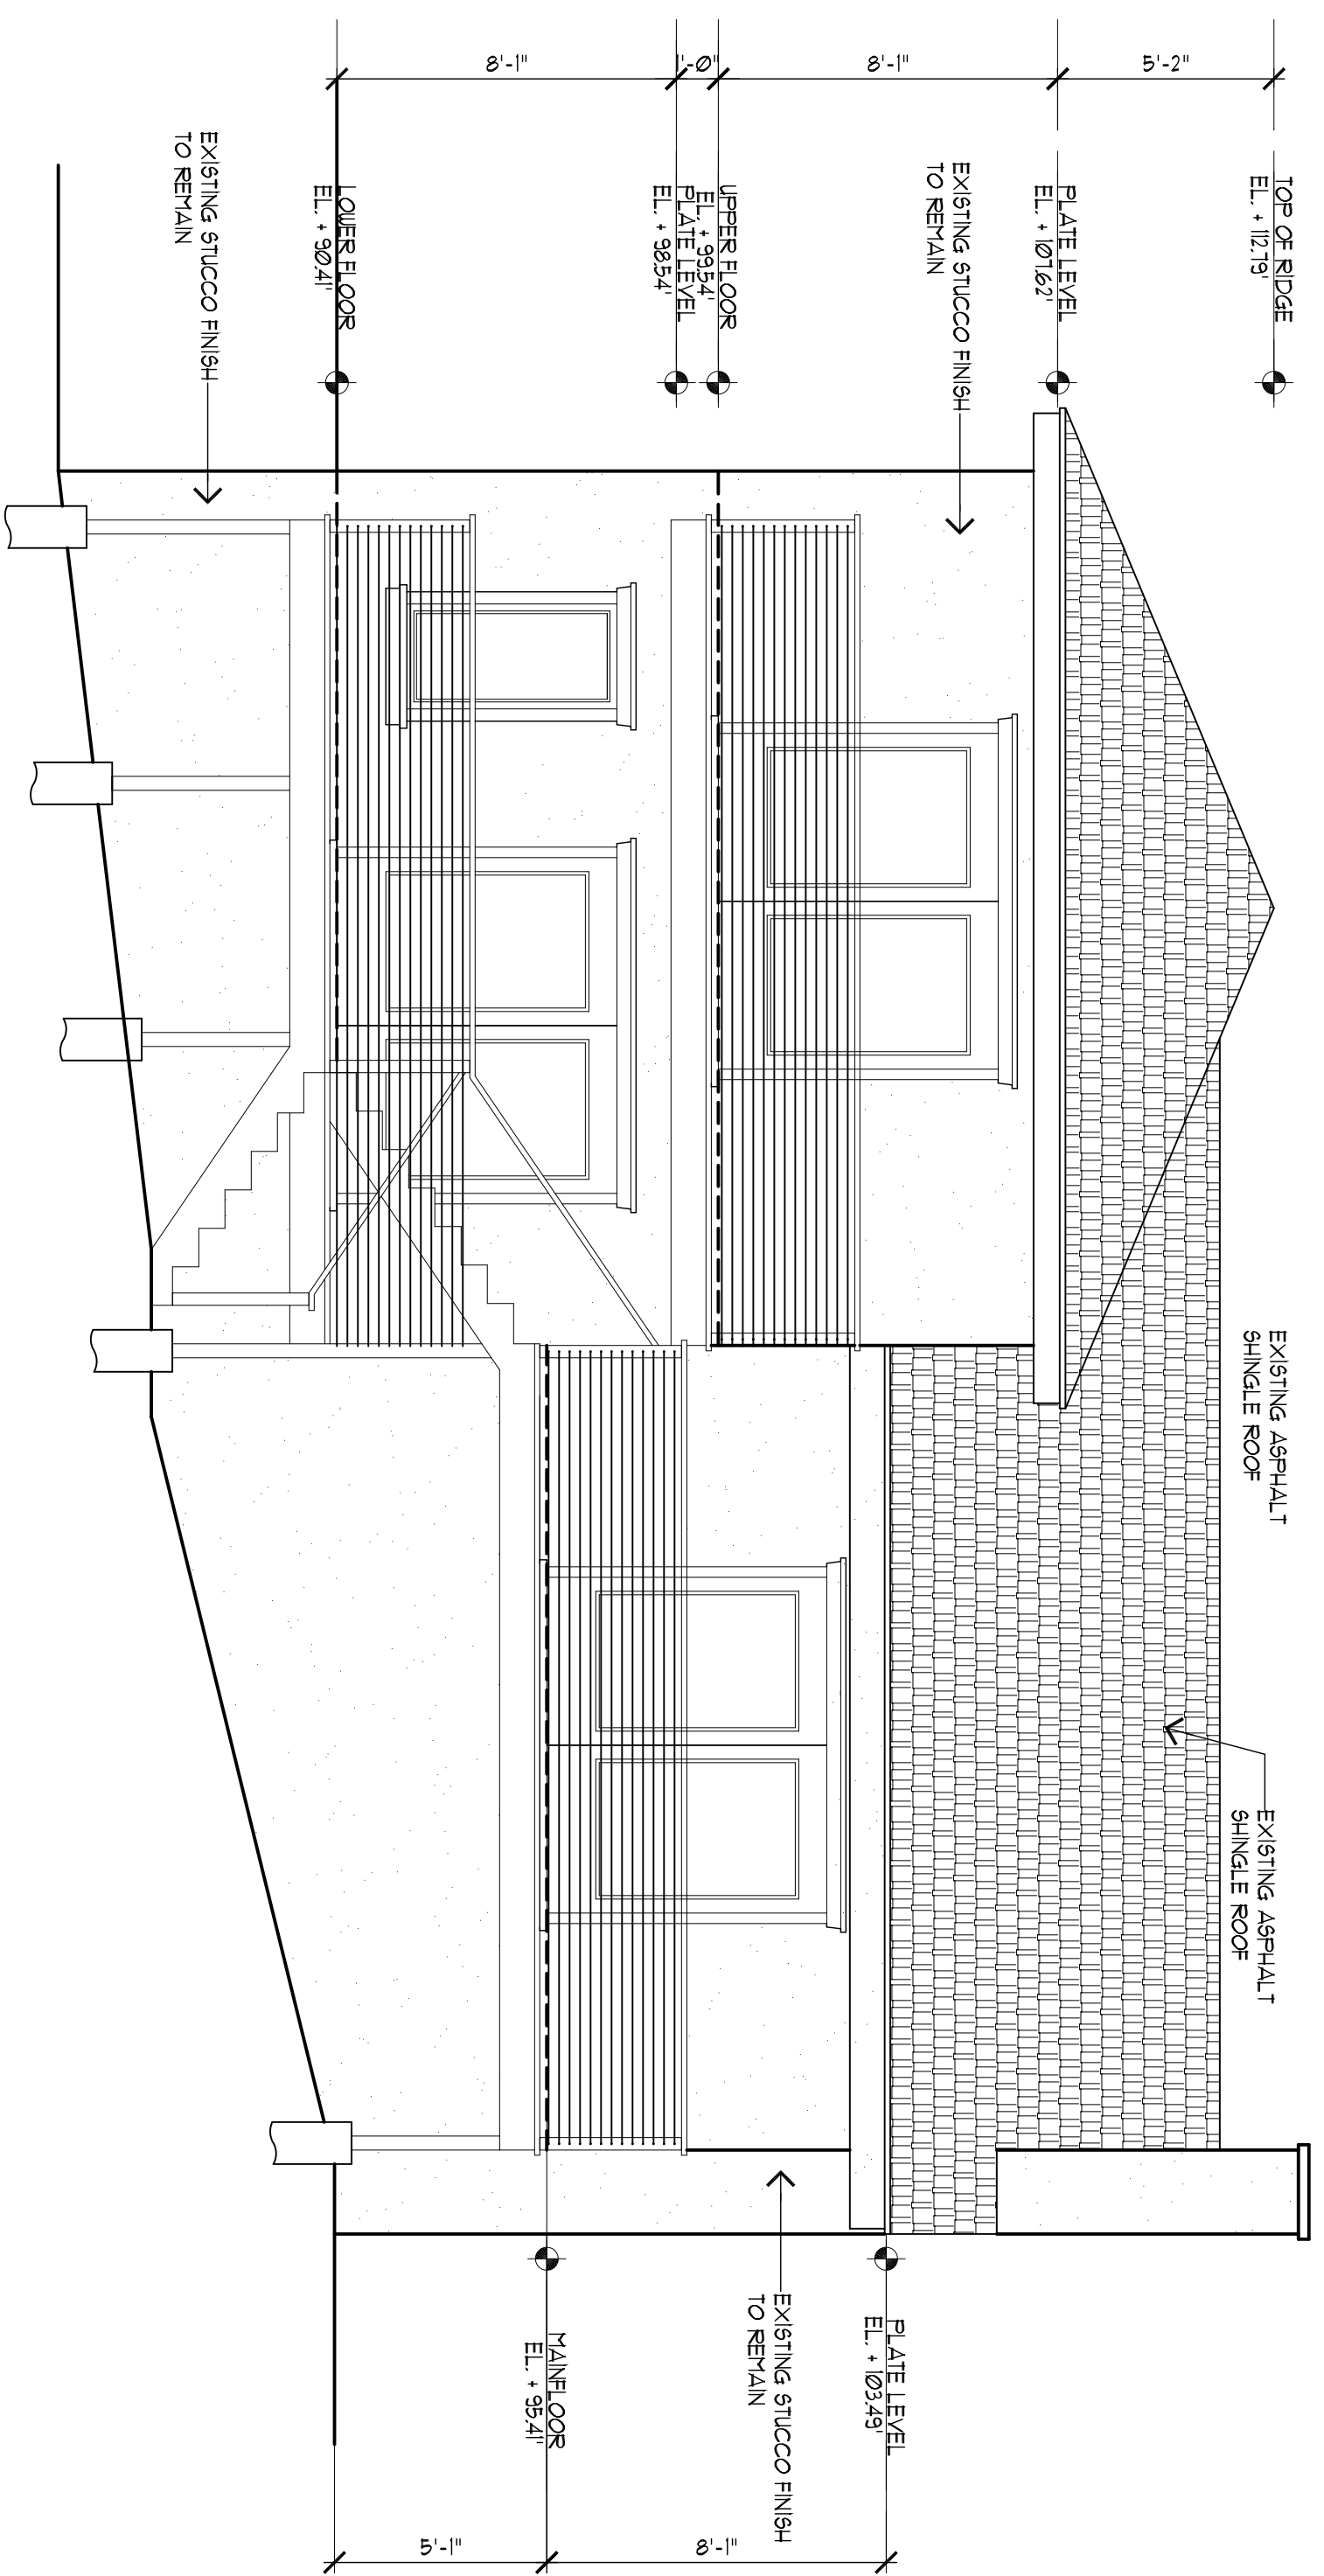 5'-2"
8'-1"
1'-0"
8'-1"
TOP OF RIDGE
EL. + 112.79'
PLATE LEVEL
EL. + 107.62'
EXISTING STUCCO FINISH
TO REMAIN
UPPER FLOOR
EL. + 99.54'
PLATE LEVEL
EL. + 98.54'
LOWER FLOOR
EL. + 90.41'
EXISTING STUCCO FINISH
TO REMAIN
EXISTING ASPHALT
SHINGLE ROOF
EXISTING ASPHALT
SHINGLE ROOF
PLATE LEVEL
EL. + 103.49'
EXISTING STUCCO FINISH
TO REMAIN
MAINFLOOR
EL. + 95.41'
8'-1"
5'-1"